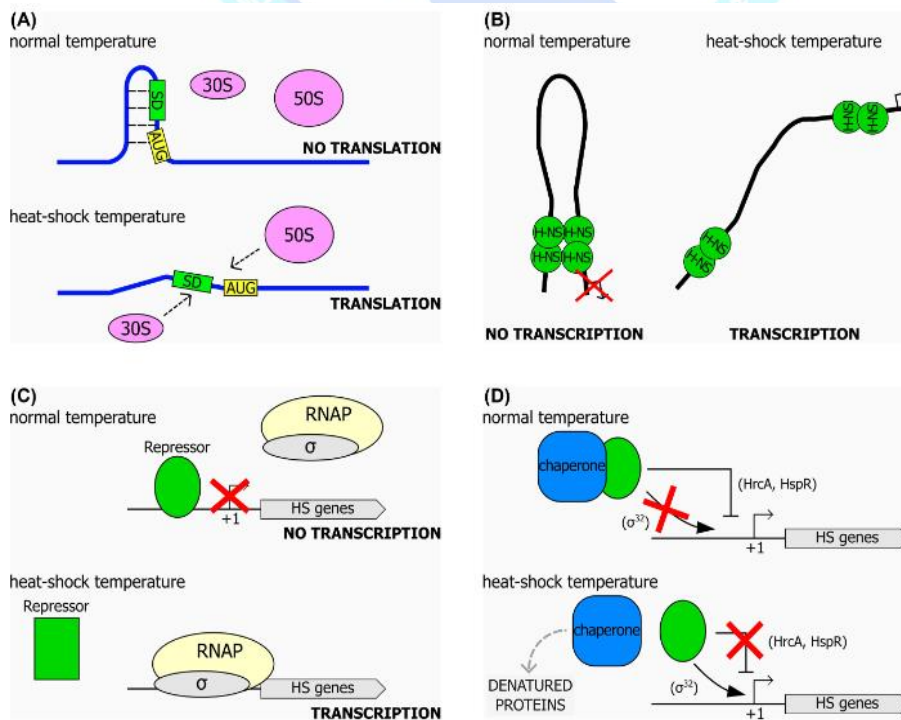 (A)
normal temperature
SD
AUG
30S
50S
NO TRANSLATION
heat-shock temperature
50S
SD
AUG
30S
TRANSLATION
(B)
normal temperature
heat-shock temperature
H-NS
H-NS
H-NS
H-NS
H-NS
H-NS
H-NS
H-NS
NO TRANSCRIPTION
TRANSCRIPTION
(C)
normal temperature
RNAP
σ
Repressor
+1
HS genes
NO TRANSCRIPTION
heat-shock temperature
Repressor
RNAP
σ
HS genes
TRANSCRIPTION
(D)
normal temperature
chaperone
(HrcA, HspR)
(σ³²)
+1
HS genes
heat-shock temperature
chaperone
(HrcA, HspR)
DENATURED
PROTEINS
(σ³²)
+1
HS genes